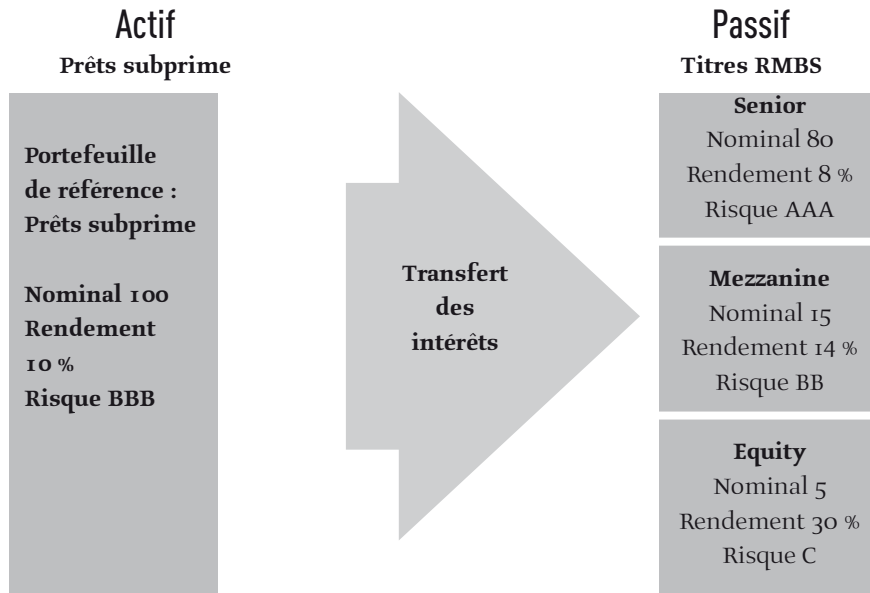 Actif
Prêts subprime
Portefeuille
de référence :
Prêts subprime
Nominal 100
Rendement
10 %
Risque BBB
Transfert
des
intérêts
Passif
Titres RMBS
Senior
Nominal 80
Rendement 8 %
Risque AAA
Mezzanine
Nominal 15
Rendement 14 %
Risque BB
Equity
Nominal 5
Rendement 30 %
Risque C